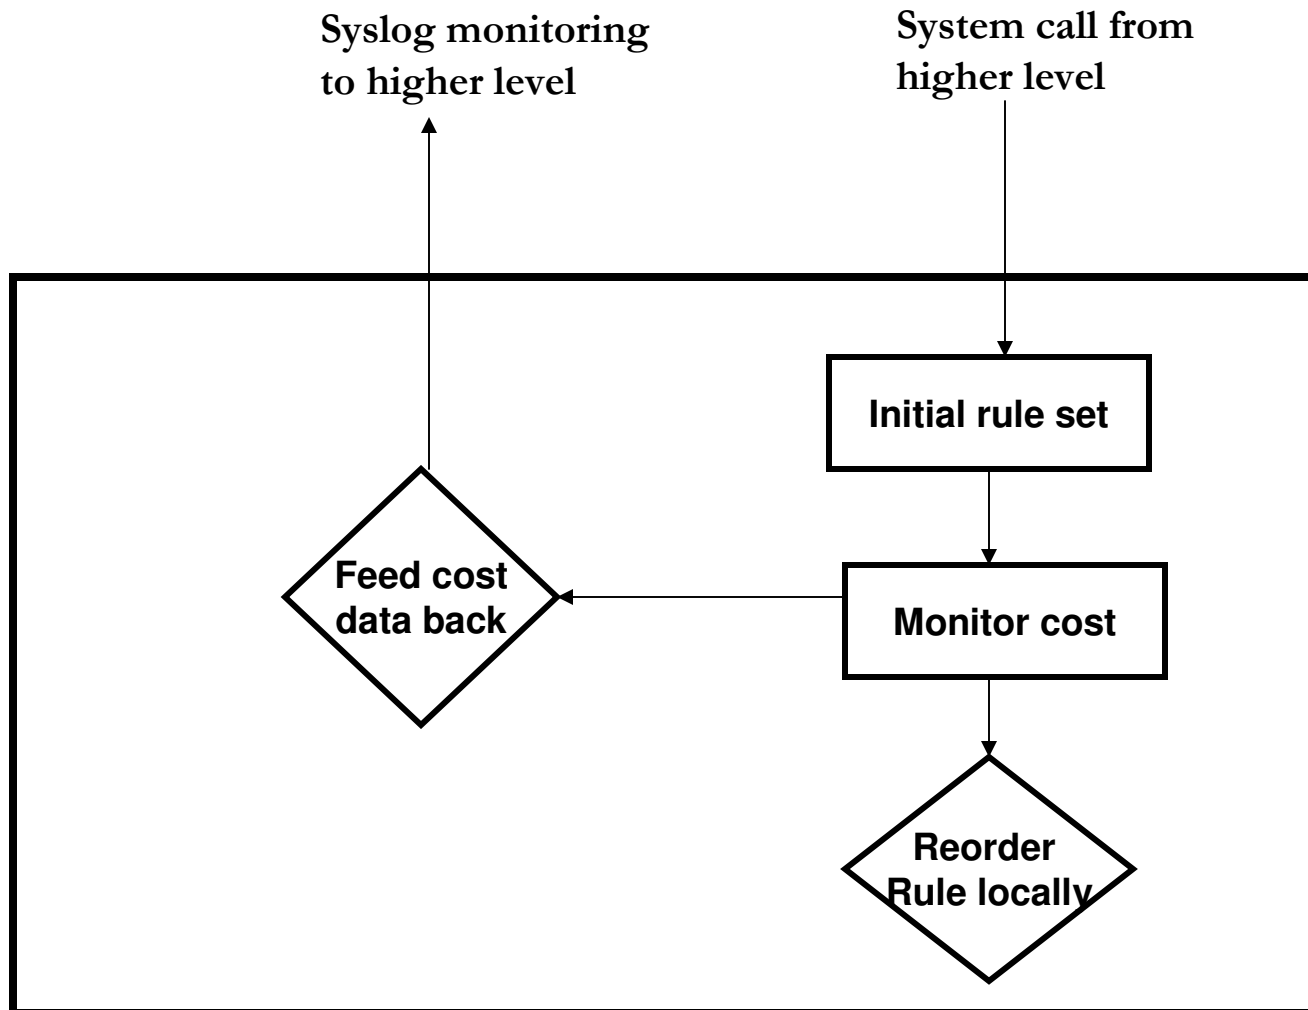 Syslog monitoring
to higher level
System call from
higher level
Initial rule set
Feed cost
data back
Monitor cost
Reorder
Rule locally